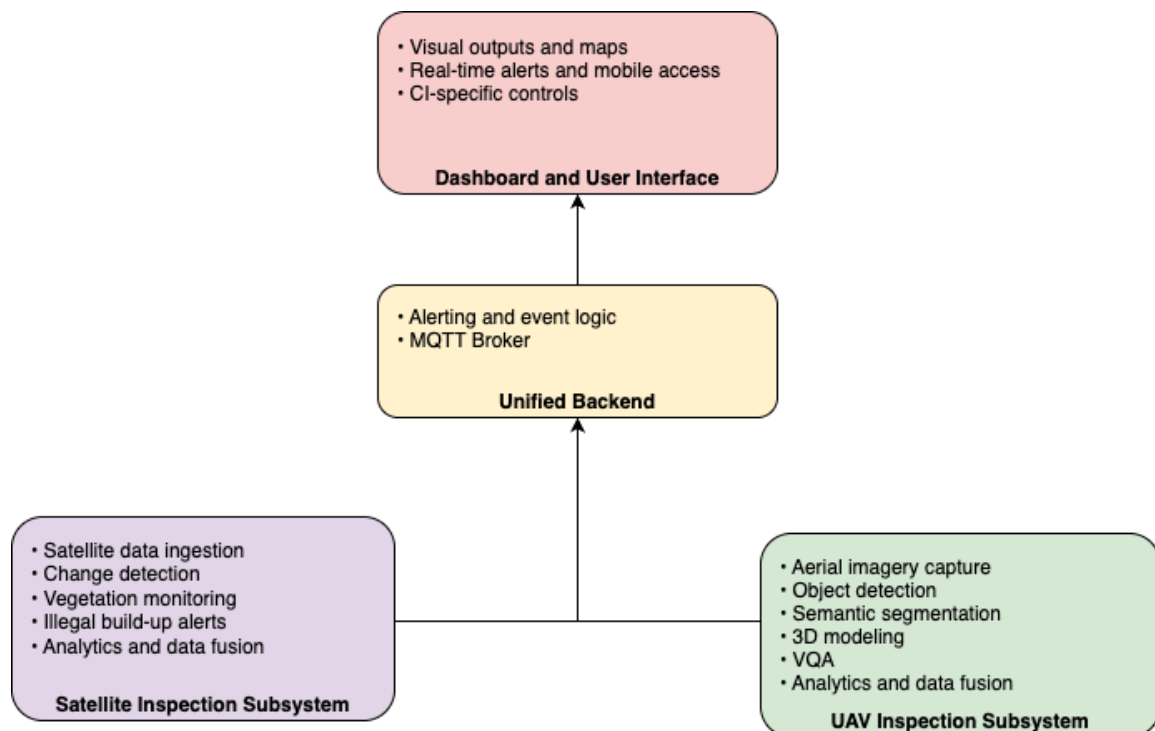 • Visual outputs and maps
• Real-time alerts and mobile access
• CI-specific controls
Dashboard and User Interface
• Alerting and event logic
• MQTT Broker
Unified Backend
• Satellite data ingestion
• Change detection
• Vegetation monitoring
• Illegal build-up alerts
• Analytics and data fusion
Satellite Inspection Subsystem
• Aerial imagery capture
• Object detection
• Semantic segmentation
• 3D modeling
• VQA
• Analytics and data fusion
UAV Inspection Subsystem